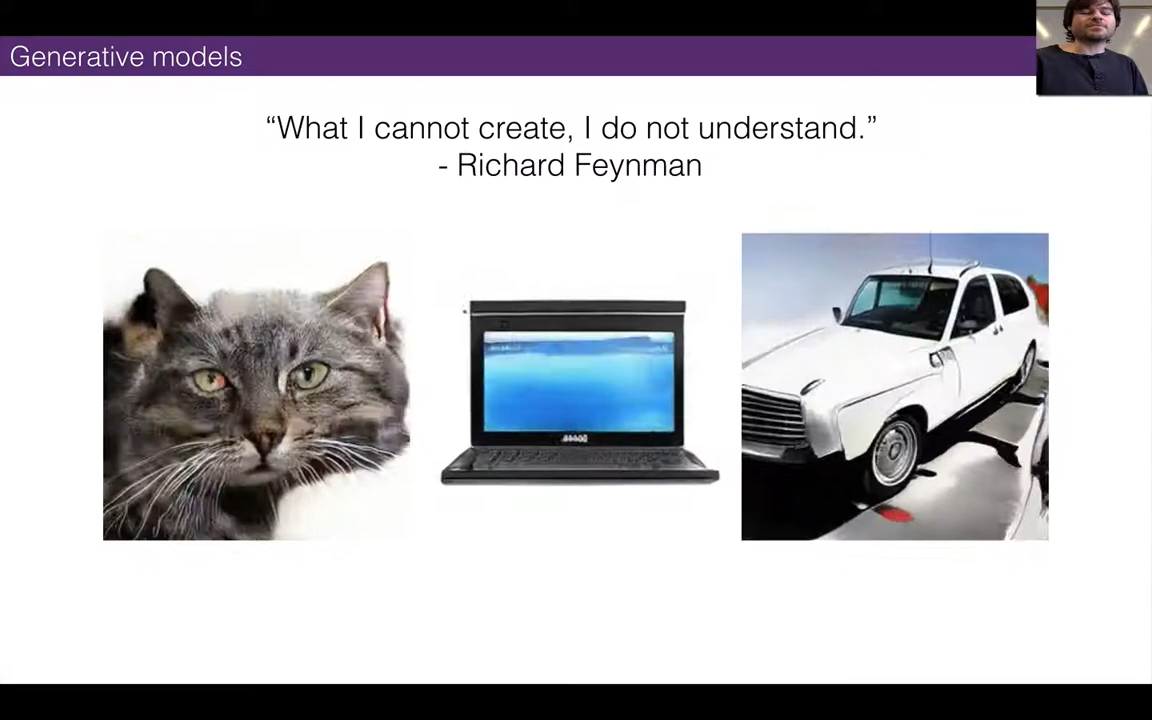 Generative models
“What I cannot create, I do not understand.”
- Richard Feynman